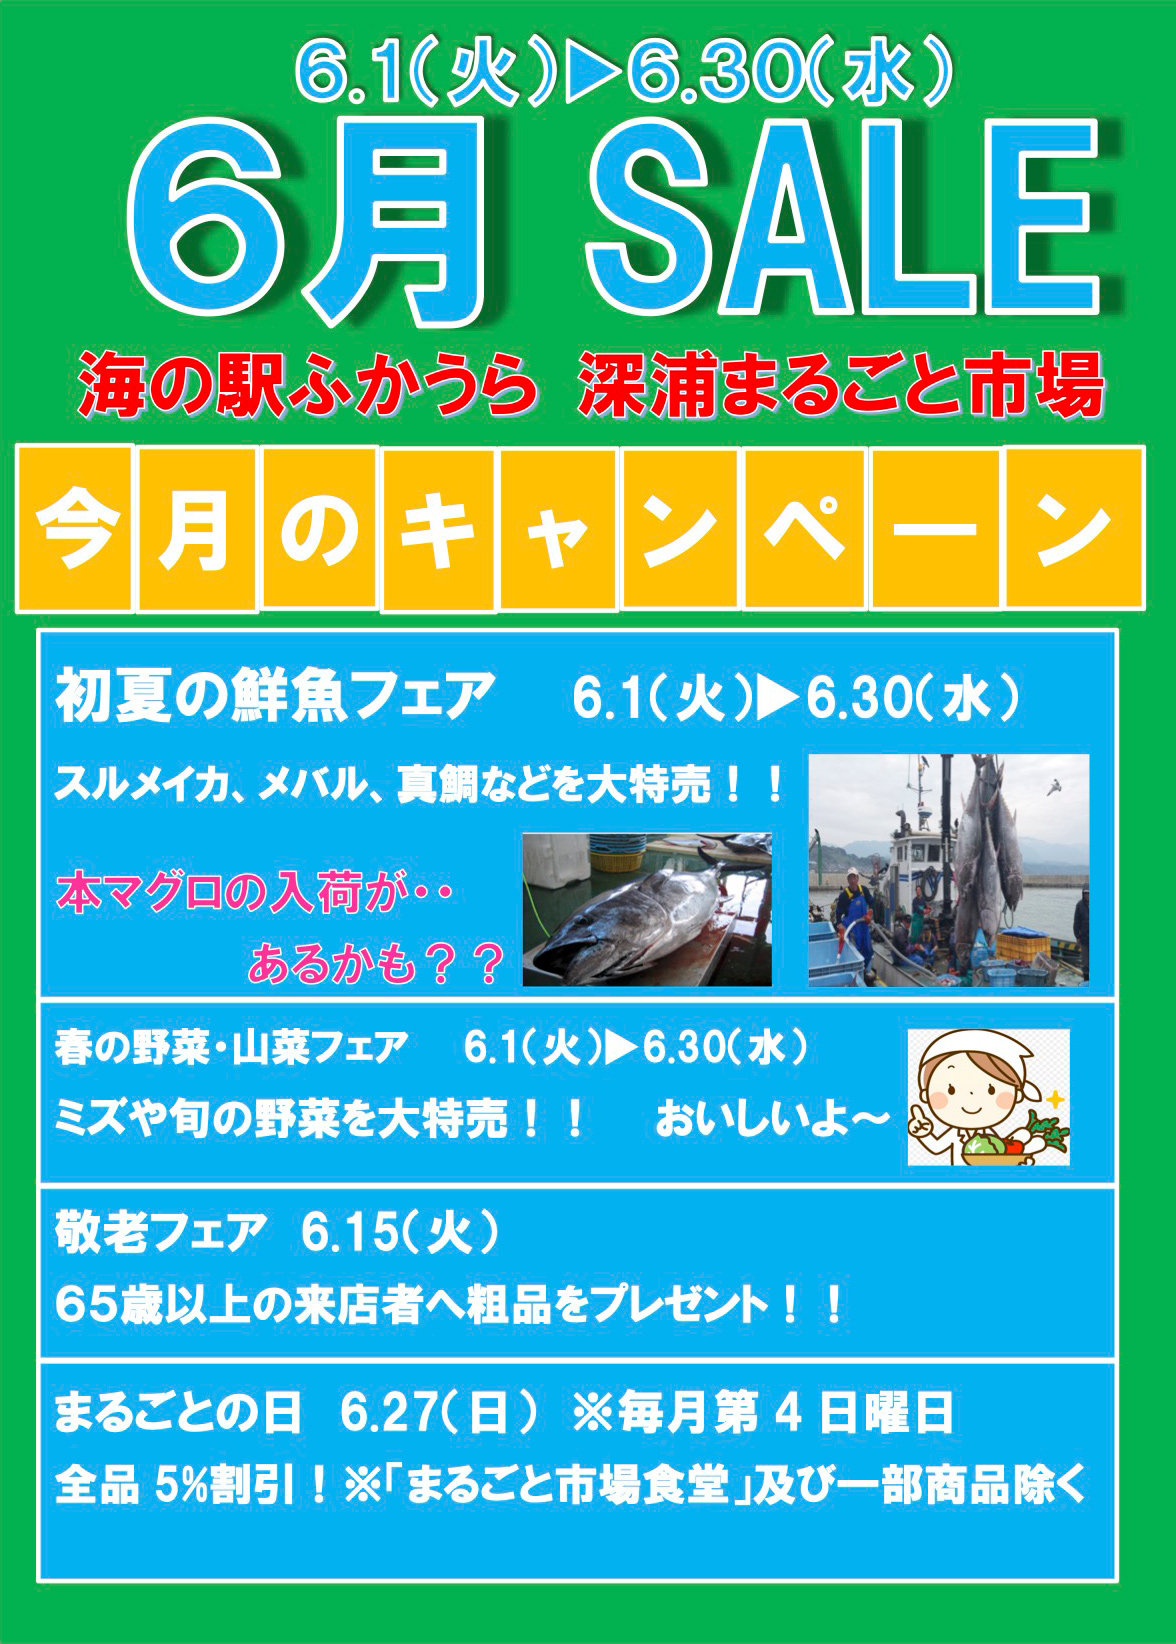 6.1(火)▶6.30(水)
6月 SALE
海の駅ふかうら 深浦まるごと市場
今月のキャンペーン
初夏の鮮魚フェア 6.1(火)▶6.30(水)
スルメイカ、メバル、真鯛などを大特売！！
本マグロの入荷が・・
あるかも？？
春の野菜・山菜フェア 6.1(火)▶6.30(水)
ミズや旬の野菜を大特売！！ おいしいよ～
敬老フェア 6.15(火)
65歳以上の来店者へ粗品をプレゼント！！
まるごとの日 6.27(日) ※毎月第4日曜日
全品5%割引！※「まるごと市場食堂」及び一部商品除く